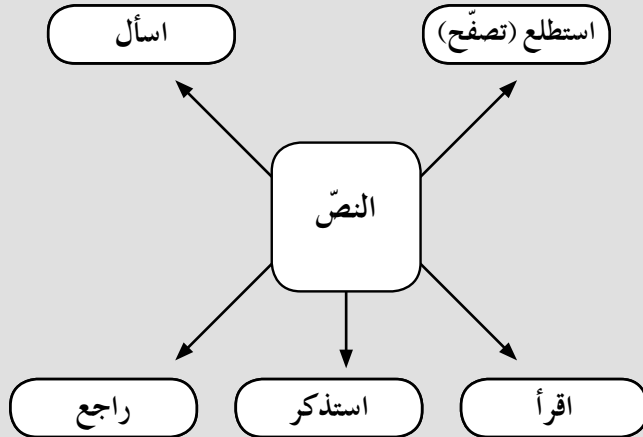 استطلع (تصفّح)
اسأل
النصّ
اقرأ
استذكر
راجع